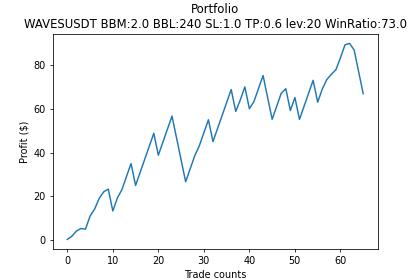 Portfolio
WAVESUSDT BBM:2.0 BBL:240 SL:1.0 TP:0.6 lev:20 WinRatio:73.0
Profit ($)
80
60
40
20
0
0 10 20 30 40 50 60
Trade counts